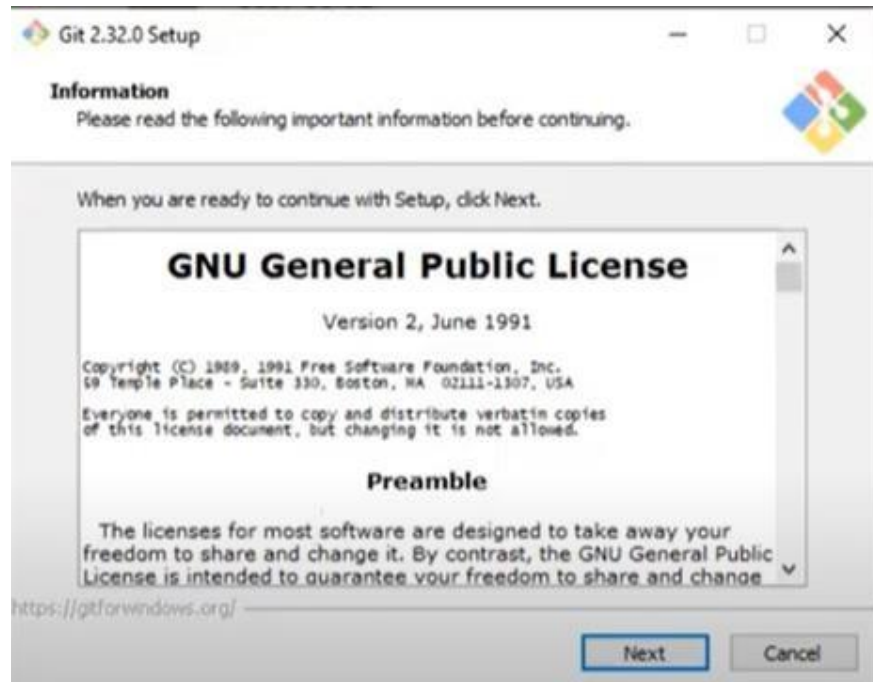 Git 2.32.0 Setup
Information
Please read the following important information before continuing.
When you are ready to continue with Setup, click Next.
GNU General Public License
Version 2, June 1991
Copyright (C) 1989, 1991 Free Software Foundation, Inc.
59 Temple Place - Suite 330, Boston, MA 02111-1307, USA
Everyone is permitted to copy and distribute verbatim copies
of this license document, but changing it is not allowed.
Preamble
The licenses for most software are designed to take away your
freedom to share and change it. By contrast, the GNU General Public
License is intended to guarantee your freedom to share and change
https://gitforwindows.org/
Next
Cancel